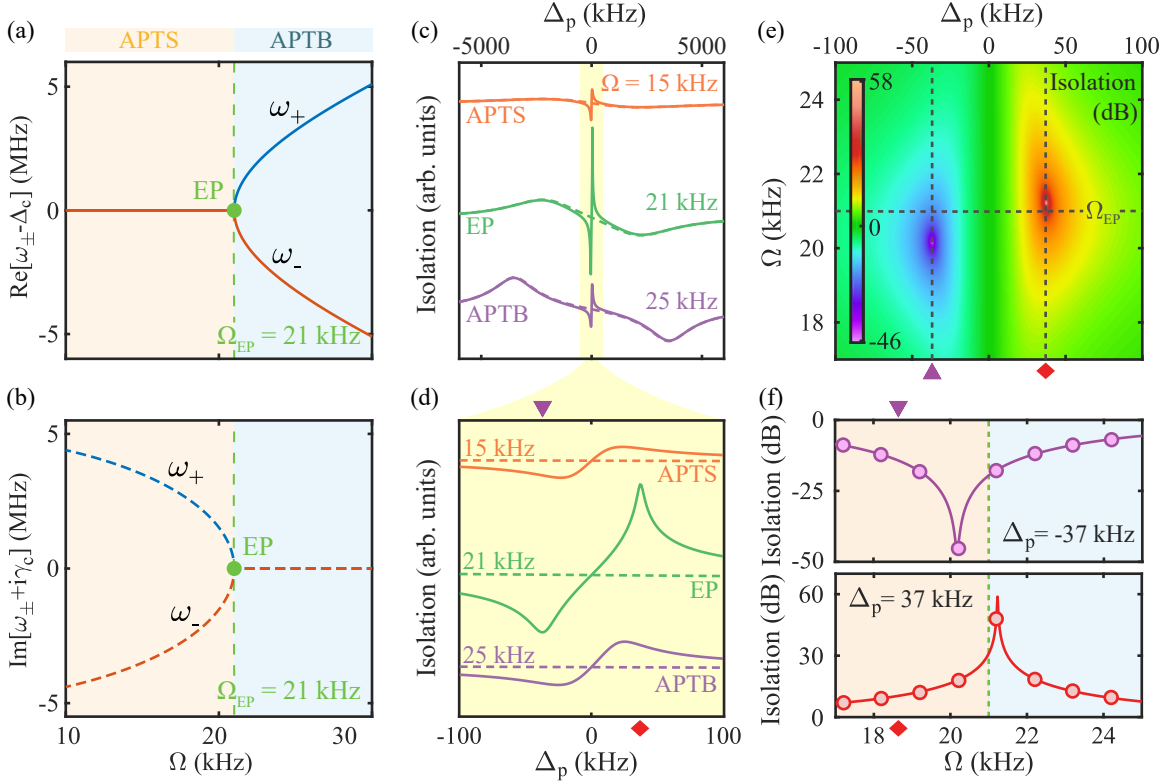 (a)
APTS
APTB
5
0
-5
Re[ω±-Δc] (MHz)
ω+
EP
ω-
ΩEP = 21 kHz
(b)
5
0
-5
Im[ω±+iγc] (MHz)
ω+
EP
ω-
ΩEP = 21 kHz
10
20
30
Ω (kHz)
(c)
Δp (kHz)
-5000
0
5000
Isolation (arb. units)
Ω = 15 kHz
APTS
21 kHz
EP
25 kHz
APTB
(d)
Isolation (arb. units)
15 kHz
APTS
21 kHz
EP
25 kHz
APTB
-100
0
100
Δp (kHz)
(e)
Δp (kHz)
-100
-50
0
50
100
24
22
20
18
Ω (kHz)
58
0
-46
Isolation
(dB)
ΩEP
(f)
0
-25
-50
Isolation (dB)
Δp= -37 kHz
60
30
0
Isolation (dB)
Δp= 37 kHz
18
20
22
24
Ω (kHz)